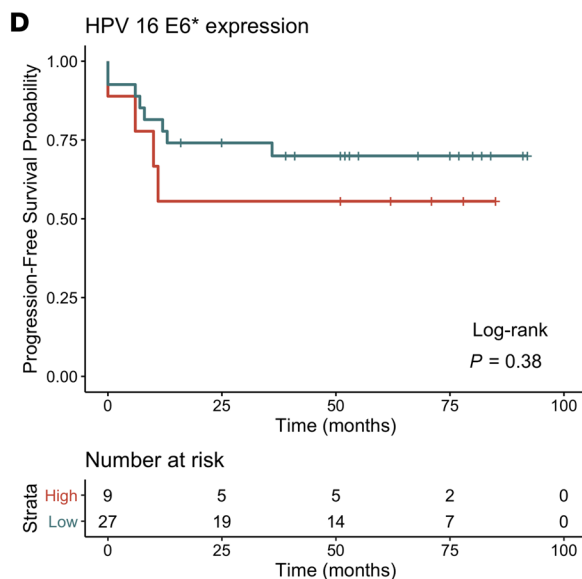 D
HPV 16 E6* expression
Progression-Free Survival Probability
1.00
0.75
0.50
0.25
0.00
Log-rank
P = 0.38
0 25 50 75 100
Time (months)
Number at risk
Strata
High 9 5 5 2 0
Low 27 19 14 7 0
0 25 50 75 100
Time (months)